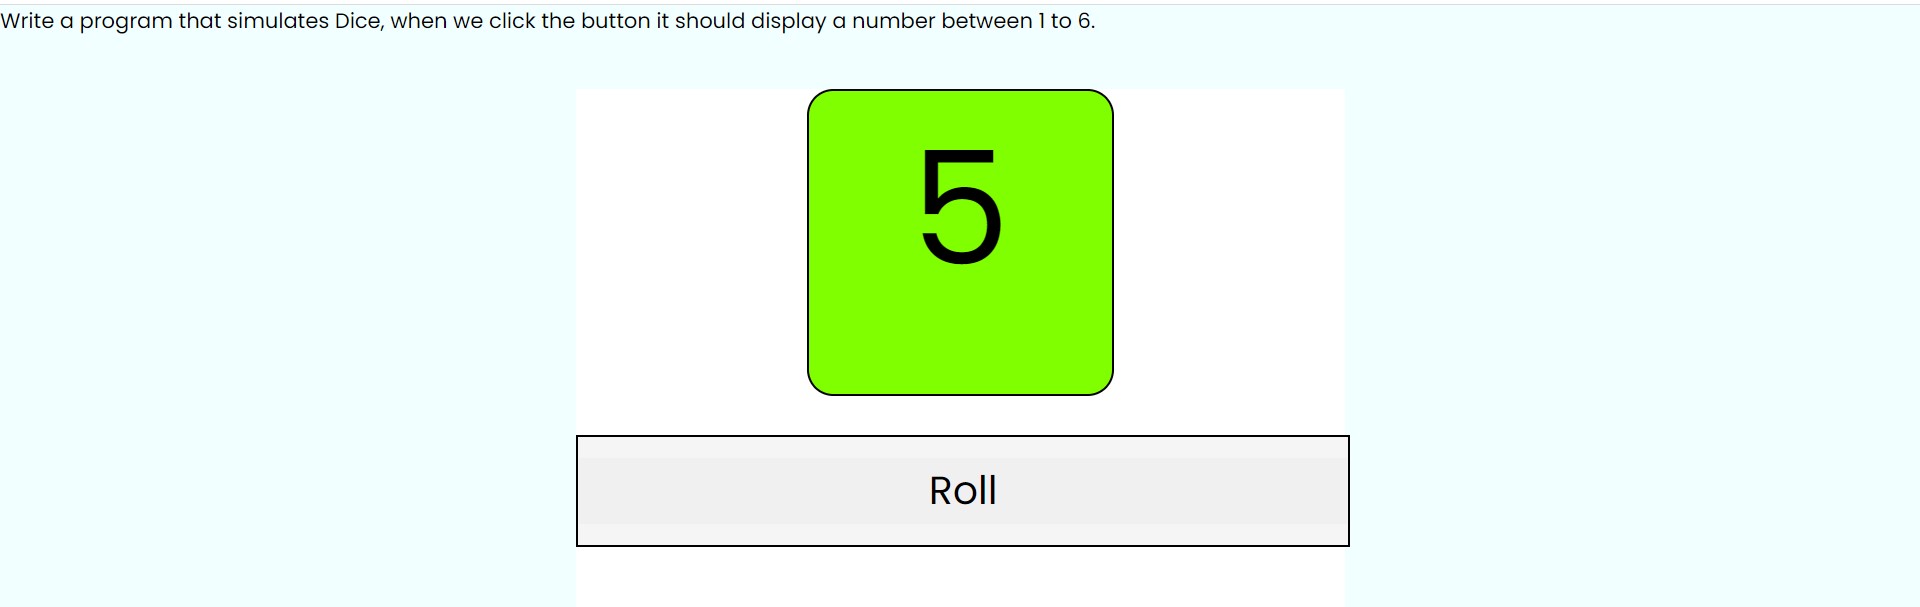 Write a program that simulates Dice, when we click the button it should display a number between 1 to 6.
5
Roll